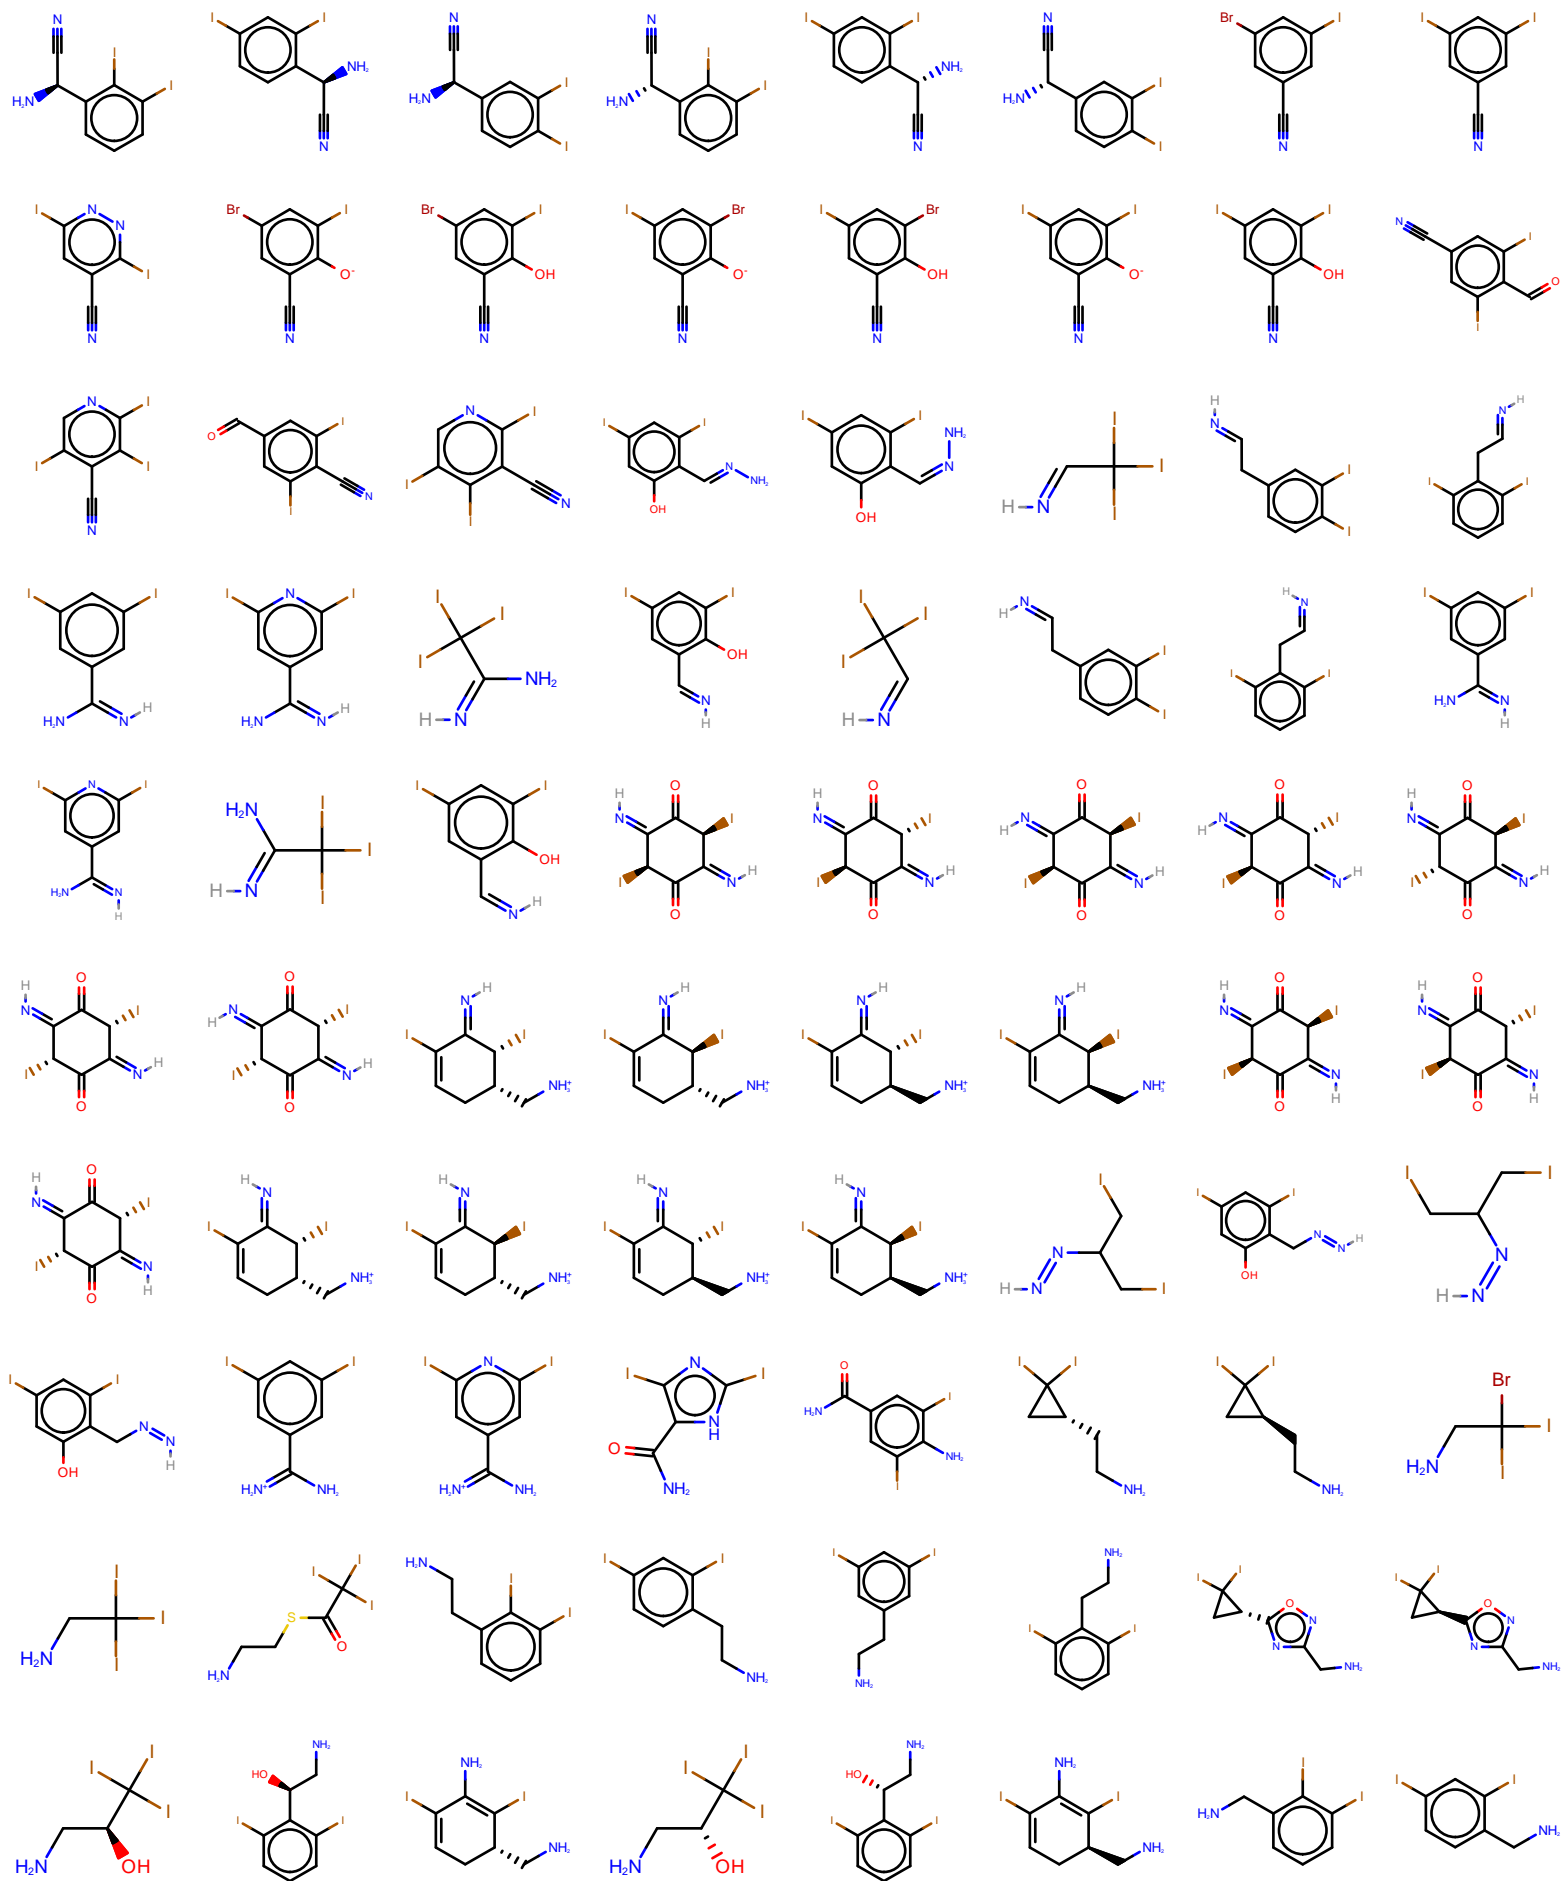 N I I H₂N
I I NH₂ N
N H₂N I I
N I I H₂N
I I NH₂ N
N H₂N I I
Br I N
I I N
I N N I N
Br I O⁻ N
Br I OH N
I Br O⁻ N
I Br OH N
I I O⁻ N
I I OH N
N I O I
N I I I N
O I N I
N I I I N
I I N NH₂ OH
I I NH₂ N OH
I I I H N
H N I I
N H I I
I I H₂N N H
I N I H₂N N H
I I I NH₂ H N
I I OH N H
I I I H N
H N I I
H N I I
I I H₂N N H
I N I H₂N N H
H₂N I I I H N
I I OH N H
O H N I I N H O
O H N I I N H O
O H N I I N H O
O H N I I N H O
O H N I I N H O
O H N I I N H O
O H N I I N H O
N H I I NH₃⁺
N H I I NH₃⁺
N H I I NH₃⁺
N H I I NH₃⁺
O H N I I N H O
O H N I I N H O
O H N I I N H O
H N I I NH₃⁺
H N I I NH₃⁺
H N I I NH₃⁺
H N I I NH₃⁺
I N H N I
I I N N H OH
I I N H N
I I N N H OH
I I H₂N⁺ NH₂
I N I H₂N⁺ NH₂
I N I N H O NH₂
O H₂N I NH₂ I
I I NH₂
I I NH₂
Br I I H₂N
I I I H₂N
I I I S O H₂N
H₂N I I
I I NH₂
I I NH₂
NH₂ I I
I I O N N NH₂
I I O N N NH₂
I I I H₂N OH
NH₂ HO I I
NH₂ I I NH₂
I I I H₂N OH
NH₂ HO I I
NH₂ I I NH₂
I I H₂N
I I NH₂